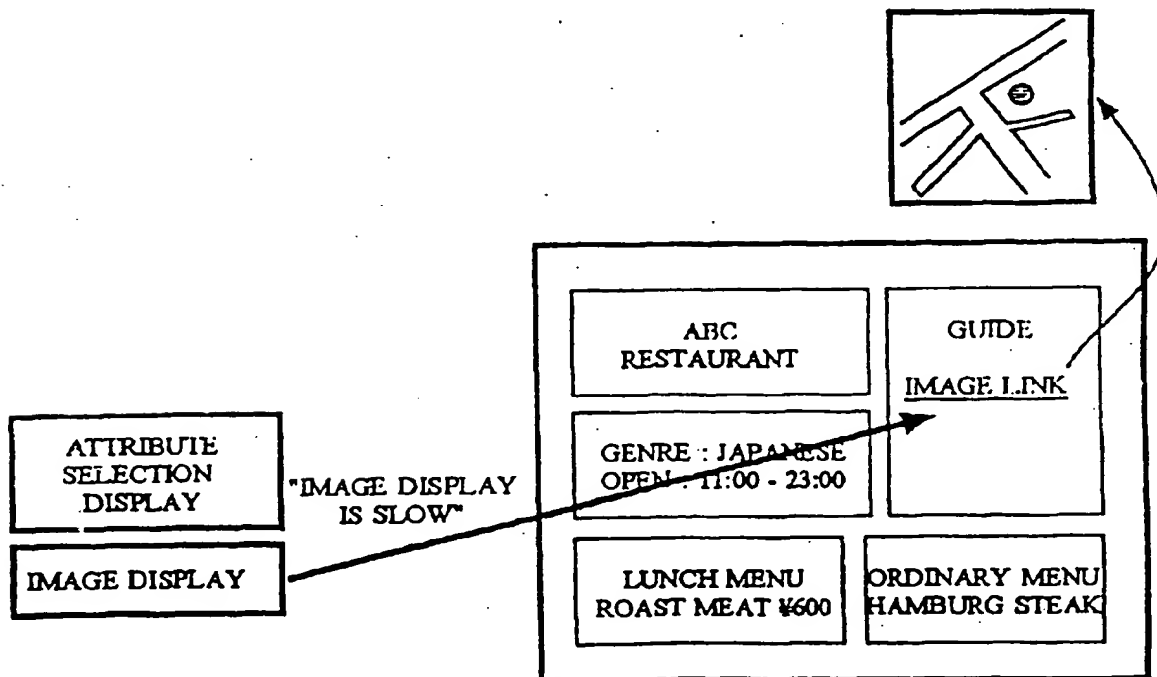 ABC
RESTAURANT
GUIDE
IMAGE LINK
GENRE : JAPANESE
OPEN : 11:00 - 23:00
ATTRIBUTE
SELECTION
DISPLAY
"IMAGE DISPLAY
IS SLOW"
IMAGE DISPLAY
LUNCH MENU
ROAST MEAT ¥600
ORDINARY MENU
HAMBURG STEAK